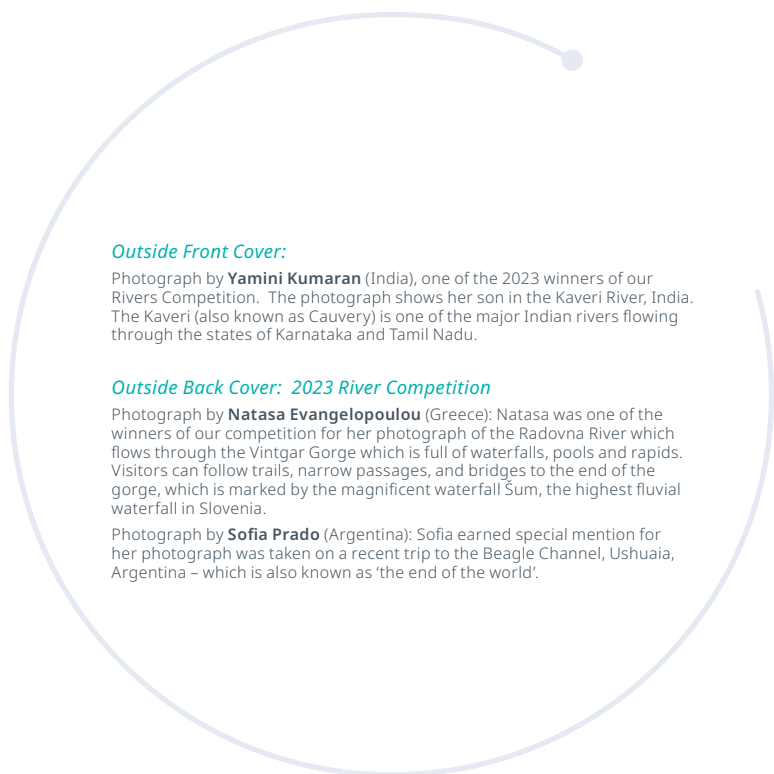 Outside Front Cover:
Photograph by Yamini Kumaran (India), one of the 2023 winners of our
Rivers Competition.  The photograph shows her son in the Kaveri River, India.
The Kaveri (also known as Cauvery) is one of the major Indian rivers flowing
through the states of Karnataka and Tamil Nadu.
Outside Back Cover:  2023 River Competition
Photograph by Natasa Evangelopoulou (Greece): Natasa was one of the
winners of our competition for her photograph of the Radovna River which
flows through the Vintgar Gorge which is full of waterfalls, pools and rapids.
Visitors can follow trails, narrow passages, and bridges to the end of the
gorge, which is marked by the magnificent waterfall Šum, the highest fluvial
waterfall in Slovenia.
Photograph by Sofia Prado (Argentina): Sofia earned special mention for
her photograph was taken on a recent trip to the Beagle Channel, Ushuaia,
Argentina – which is also known as ‘the end of the world’.